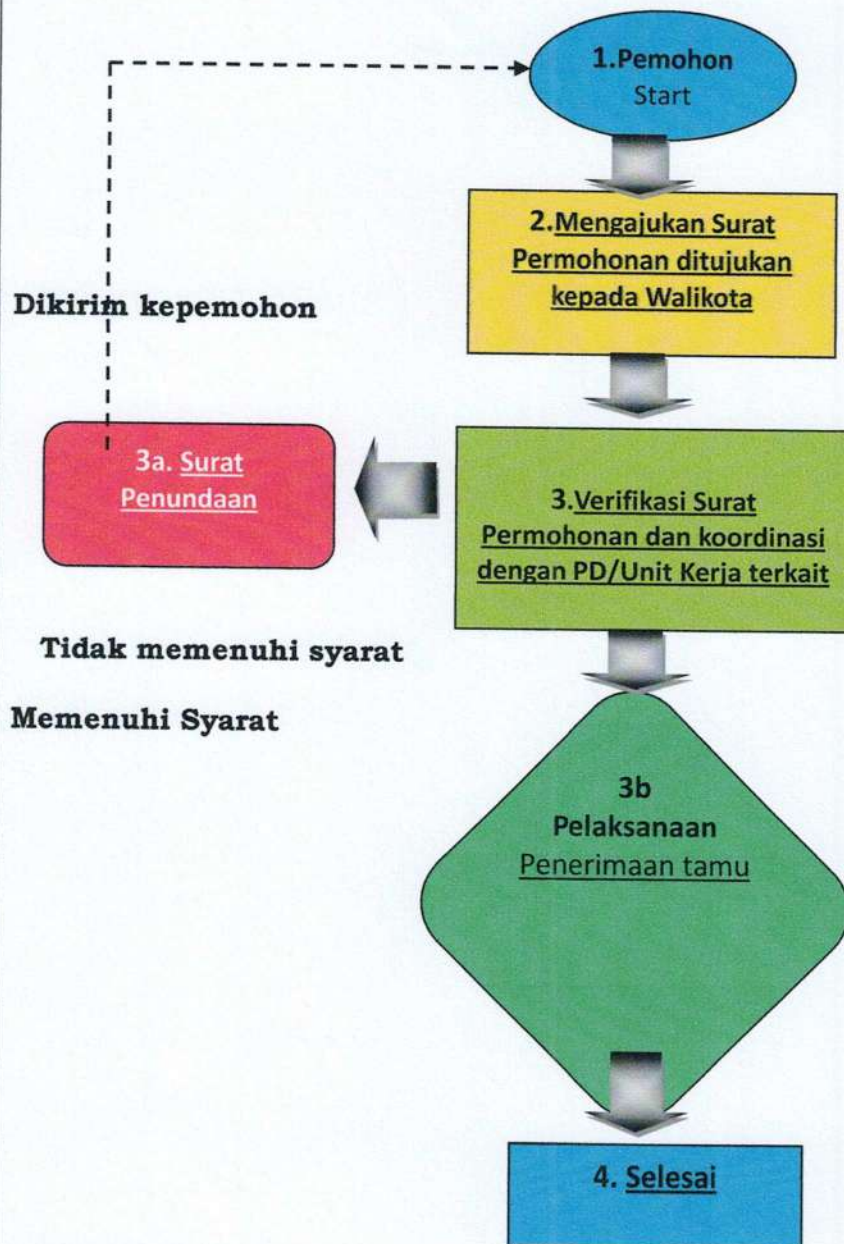 1.Pemohon
Start
2.Mengajukan Surat
Permohonan ditujukan
kepada Walikota
Dikirim kepemohon
3a. Surat
Penundaan
3.Verifikasi Surat
Permohonan dan koordinasi
dengan PD/Unit Kerja terkait
Tidak memenuhi syarat
Memenuhi Syarat
3b
Pelaksanaan
Penerimaan tamu
4. Selesai